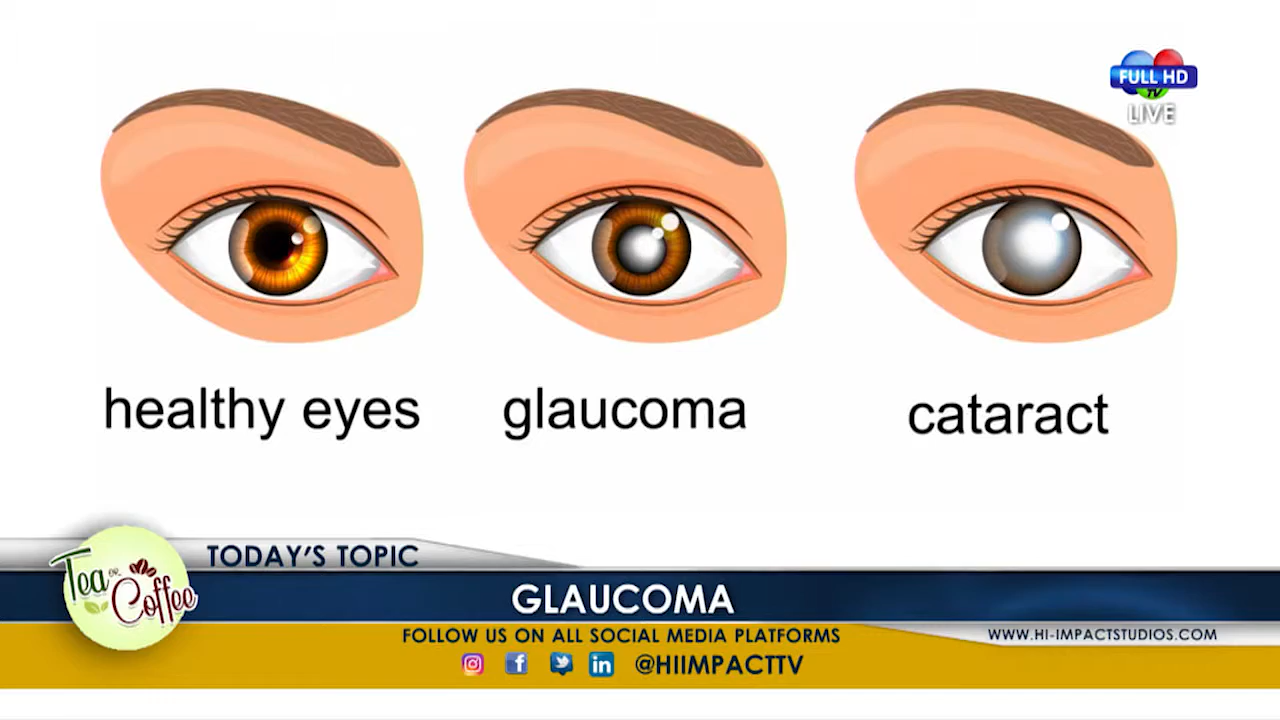 FULL HD
TV
LIVE
healthy eyes
glaucoma
cataract
Tea OR
Coffee
TODAY'S TOPIC
GLAUCOMA
FOLLOW US ON ALL SOCIAL MEDIA PLATFORMS
WWW.HI-IMPACTSTUDIOS.COM
@HIIMPACTTV